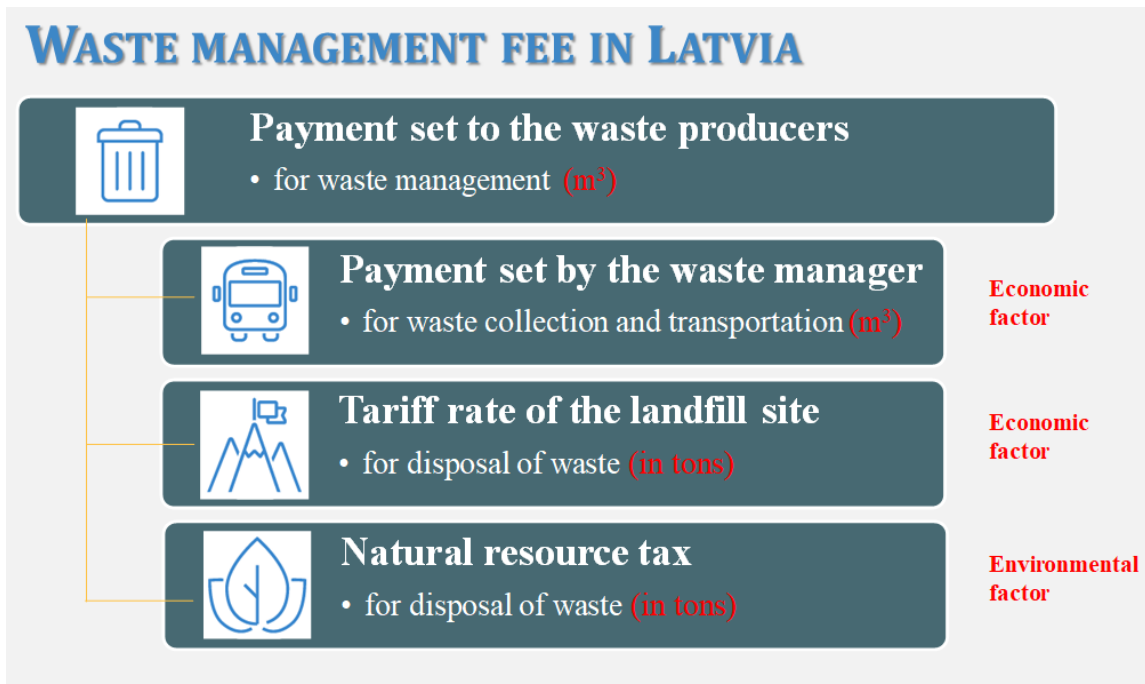 WASTE MANAGEMENT FEE IN LATVIA
Payment set to the waste producers
• for waste management (m³)
Payment set by the waste manager
• for waste collection and transportation (m³)
Economic
factor
Tariff rate of the landfill site
• for disposal of waste (in tons)
Economic
factor
Natural resource tax
• for disposal of waste (in tons)
Environmental
factor